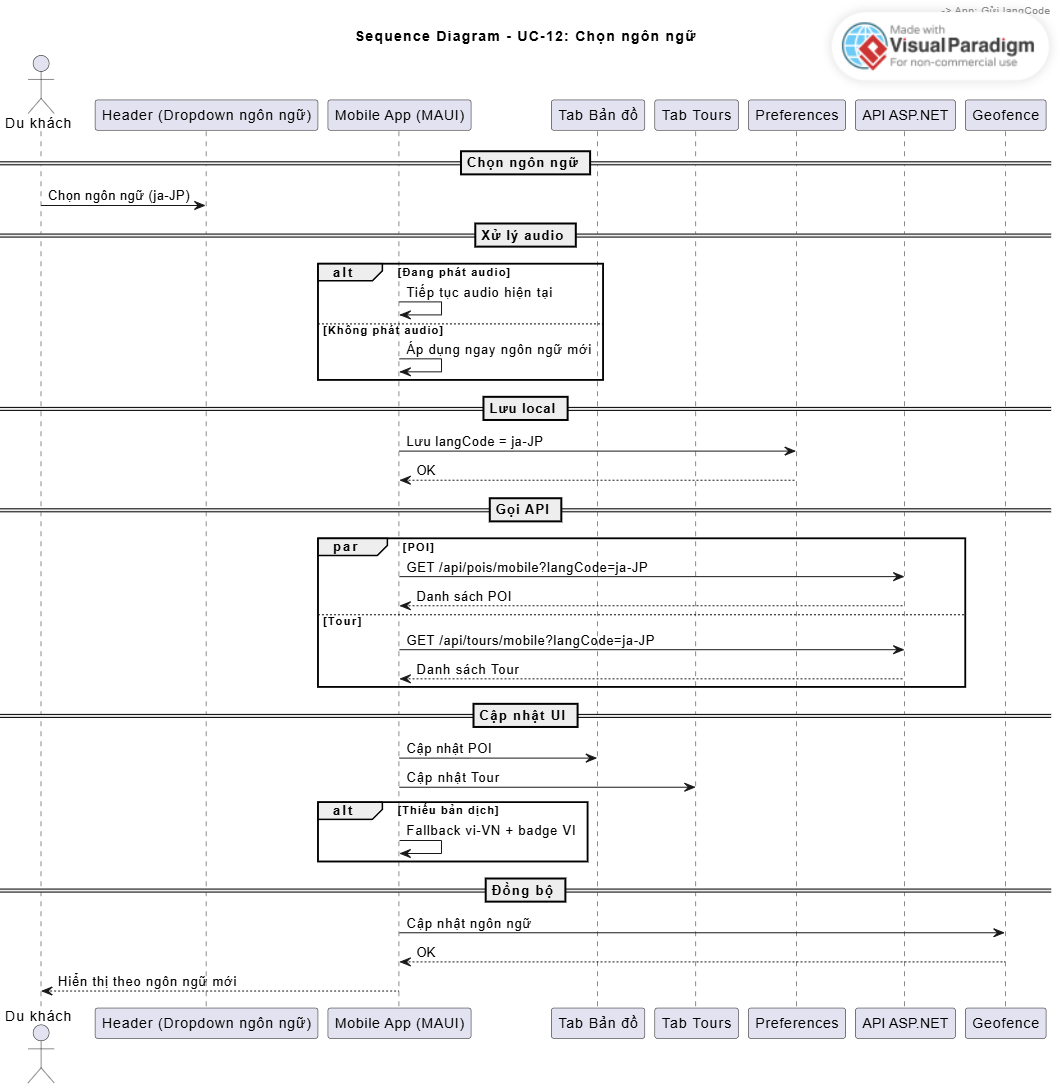 -> App: Gửi langCode
Made with
VisualParadigm
For non-commercial use
Sequence Diagram - UC-12: Chọn ngôn ngữ
Du khách
Header (Dropdown ngôn ngữ)
Mobile App (MAUI)
Tab Bản đồ
Tab Tours
Preferences
API ASP.NET
Geofence
Chọn ngôn ngữ
Chọn ngôn ngữ (ja-JP)
Xử lý audio
alt
[Đang phát audio]
Tiếp tục audio hiện tại
[Không phát audio]
Áp dụng ngay ngôn ngữ mới
Lưu local
Lưu langCode = ja-JP
OK
Gọi API
par
[POI]
GET /api/pois/mobile?langCode=ja-JP
Danh sách POI
[Tour]
GET /api/tours/mobile?langCode=ja-JP
Danh sách Tour
Cập nhật UI
Cập nhật POI
Cập nhật Tour
alt
[Thiếu bản dịch]
Fallback vi-VN + badge VI
Đồng bộ
Cập nhật ngôn ngữ
OK
Hiển thị theo ngôn ngữ mới
Du khách
Header (Dropdown ngôn ngữ)
Mobile App (MAUI)
Tab Bản đồ
Tab Tours
Preferences
API ASP.NET
Geofence